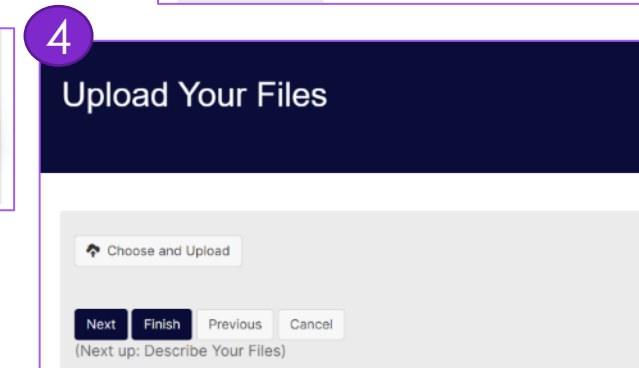 4
Upload Your Files
Choose and Upload
Next Finish Previous Cancel
(Next up: Describe Your Files)